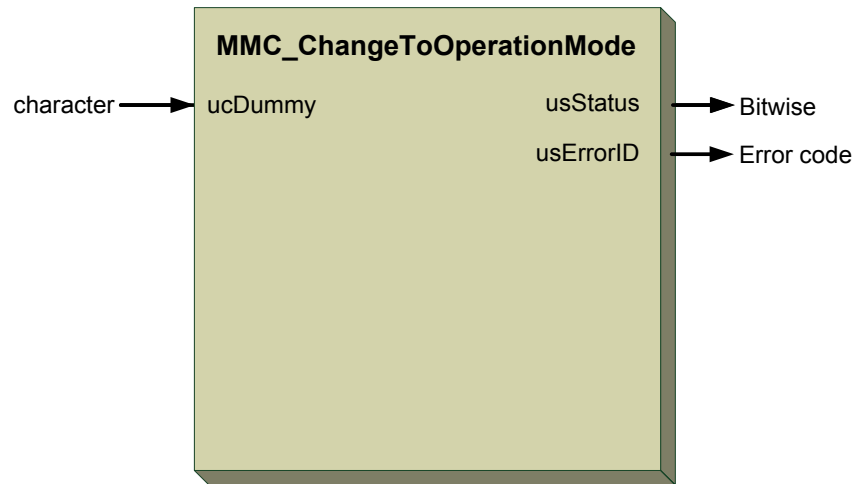 MMC_ChangeToOperationMode
character ucDummy usStatus Bitwise
usErrorID Error code